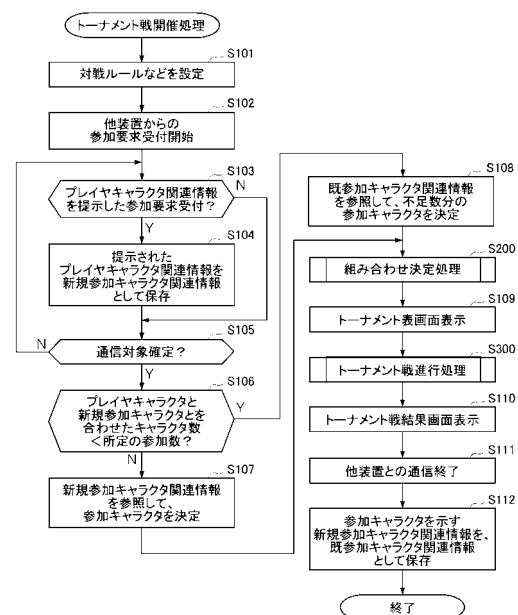 トーナメント戦開催処理
S101
対戦ルールなどを設定
S102
他装置からの
参加要求受付開始
S103
プレイヤキャラクタ関連情報
を提示した参加要求受付？
N
Y
S104
提示された
プレイヤキャラクタ関連情報を
新規参加キャラクタ関連情報
として保存
S105
N
通信対象確定？
Y
S106
プレイヤキャラクタと
新規参加キャラクタとを
合わせたキャラクタ数
＜所定の参加数？
Y
N
S107
新規参加キャラクタ関連情報
を参照して、
参加キャラクタを決定
S108
既参加キャラクタ関連情報
を参照して、不足数分の
参加キャラクタを決定
S200
組み合わせ決定処理
S109
トーナメント表画面表示
S300
トーナメント戦進行処理
S110
トーナメント戦結果画面表示
S111
他装置との通信終了
S112
参加キャラクタを示す
新規参加キャラクタ関連情報を、
既参加キャラクタ関連情報
として保存
終了